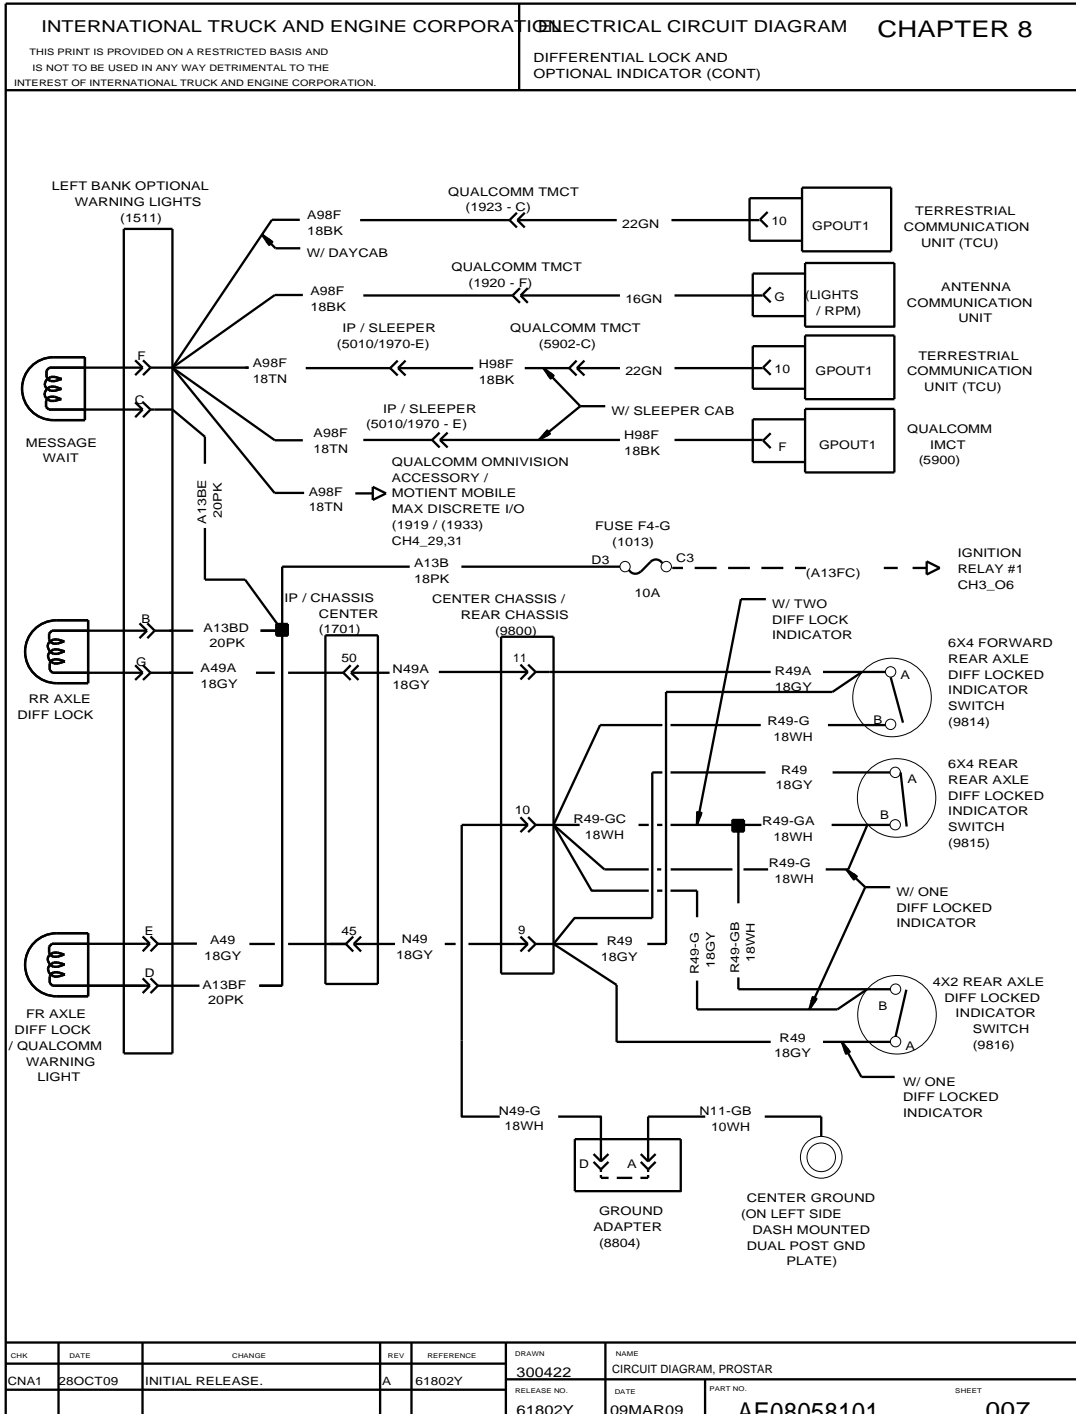 INTERNATIONAL TRUCK AND ENGINE CORPORATION
THIS PRINT IS PROVIDED ON A RESTRICTED BASIS AND
IS NOT TO BE USED IN ANY WAY DETRIMENTAL TO THE
INTEREST OF INTERNATIONAL TRUCK AND ENGINE CORPORATION.
ELECTRICAL CIRCUIT DIAGRAM
CHAPTER 8
DIFFERENTIAL LOCK AND
OPTIONAL INDICATOR (CONT)
LEFT BANK OPTIONAL
WARNING LIGHTS
(1511)
A98F
18BK
W/ DAYCAB
QUALCOMM TMCT
(1923 - C)
22GN
10
GPOUT1
TERRESTRIAL
COMMUNICATION
UNIT (TCU)
A98F
18BK
QUALCOMM TMCT
(1920 - F)
16GN
G
(LIGHTS
/ RPM)
ANTENNA
COMMUNICATION
UNIT
IP / SLEEPER
(5010/1970-E)
QUALCOMM TMCT
(5902-C)
A98F
18TN
H98F
18BK
22GN
10
GPOUT1
TERRESTRIAL
COMMUNICATION
UNIT (TCU)
F
C
MESSAGE
WAIT
IP / SLEEPER
(5010/1970 - E)
W/ SLEEPER CAB
A98F
18TN
H98F
18BK
F
GPOUT1
QUALCOMM
IMCT
(5900)
A98F
18TN
QUALCOMM OMNIVISION
ACCESSORY /
MOTIENT MOBILE
MAX DISCRETE I/O
(1919 / (1933)
CH4_29,31
A13BE
20PK
FUSE F4-G
(1013)
A13B
18PK
D3
C3
10A
(A13FC)
IGNITION
RELAY #1
CH3_O6
IP / CHASSIS
CENTER
(1701)
CENTER CHASSIS /
REAR CHASSIS
(9800)
W/ TWO
DIFF LOCK
INDICATOR
B
A13BD
20PK
G
A49A
18GY
50
N49A
18GY
11
R49A
18GY
A
6X4 FORWARD
REAR AXLE
DIFF LOCKED
INDICATOR
SWITCH
(9814)
RR AXLE
DIFF LOCK
R49-G
18WH
B
R49
18GY
A
6X4 REAR
REAR AXLE
DIFF LOCKED
INDICATOR
SWITCH
(9815)
10
R49-GC
18WH
R49-GA
18WH
B
R49-G
18WH
W/ ONE
DIFF LOCKED
INDICATOR
E
A49
18GY
45
N49
18GY
9
R49
18GY
R49-G
18GY
R49-GB
18WH
D
A13BF
20PK
FR AXLE
DIFF LOCK
/ QUALCOMM
WARNING
LIGHT
B
A
4X2 REAR AXLE
DIFF LOCKED
INDICATOR
SWITCH
(9816)
R49
18GY
W/ ONE
DIFF LOCKED
INDICATOR
N49-G
18WH
N11-GB
10WH
D
A
GROUND
ADAPTER
(8804)
CENTER GROUND
(ON LEFT SIDE
DASH MOUNTED
DUAL POST GND
PLATE)
CHK DATE CHANGE REV REFERENCE
CNA1 28OCT09 INITIAL RELEASE. A 61802Y
DRAWN
300422
NAME
CIRCUIT DIAGRAM, PROSTAR
RELEASE NO.
61802Y
DATE
09MAR09
PART NO.
AE08058101
SHEET
007